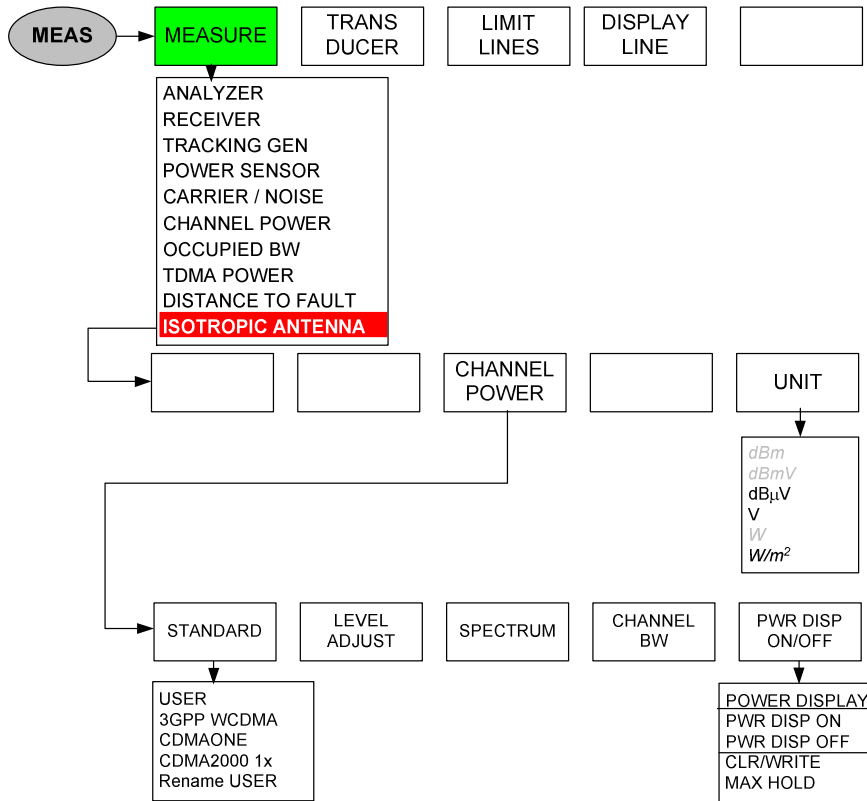 MEAS
MEASURE
TRANS
DUCER
LIMIT
LINES
DISPLAY
LINE
ANALYZER
RECEIVER
TRACKING GEN
POWER SENSOR
CARRIER / NOISE
CHANNEL POWER
OCCUPIED BW
TDMA POWER
DISTANCE TO FAULT
ISOTROPIC ANTENNA
CHANNEL
POWER
UNIT
dBm
dBmV
dBμV
V
W
W/m²
STANDARD
LEVEL
ADJUST
SPECTRUM
CHANNEL
BW
PWR DISP
ON/OFF
USER
3GPP WCDMA
CDMAONE
CDMA2000 1x
Rename USER
POWER DISPLAY
PWR DISP ON
PWR DISP OFF
CLR/WRITE
MAX HOLD